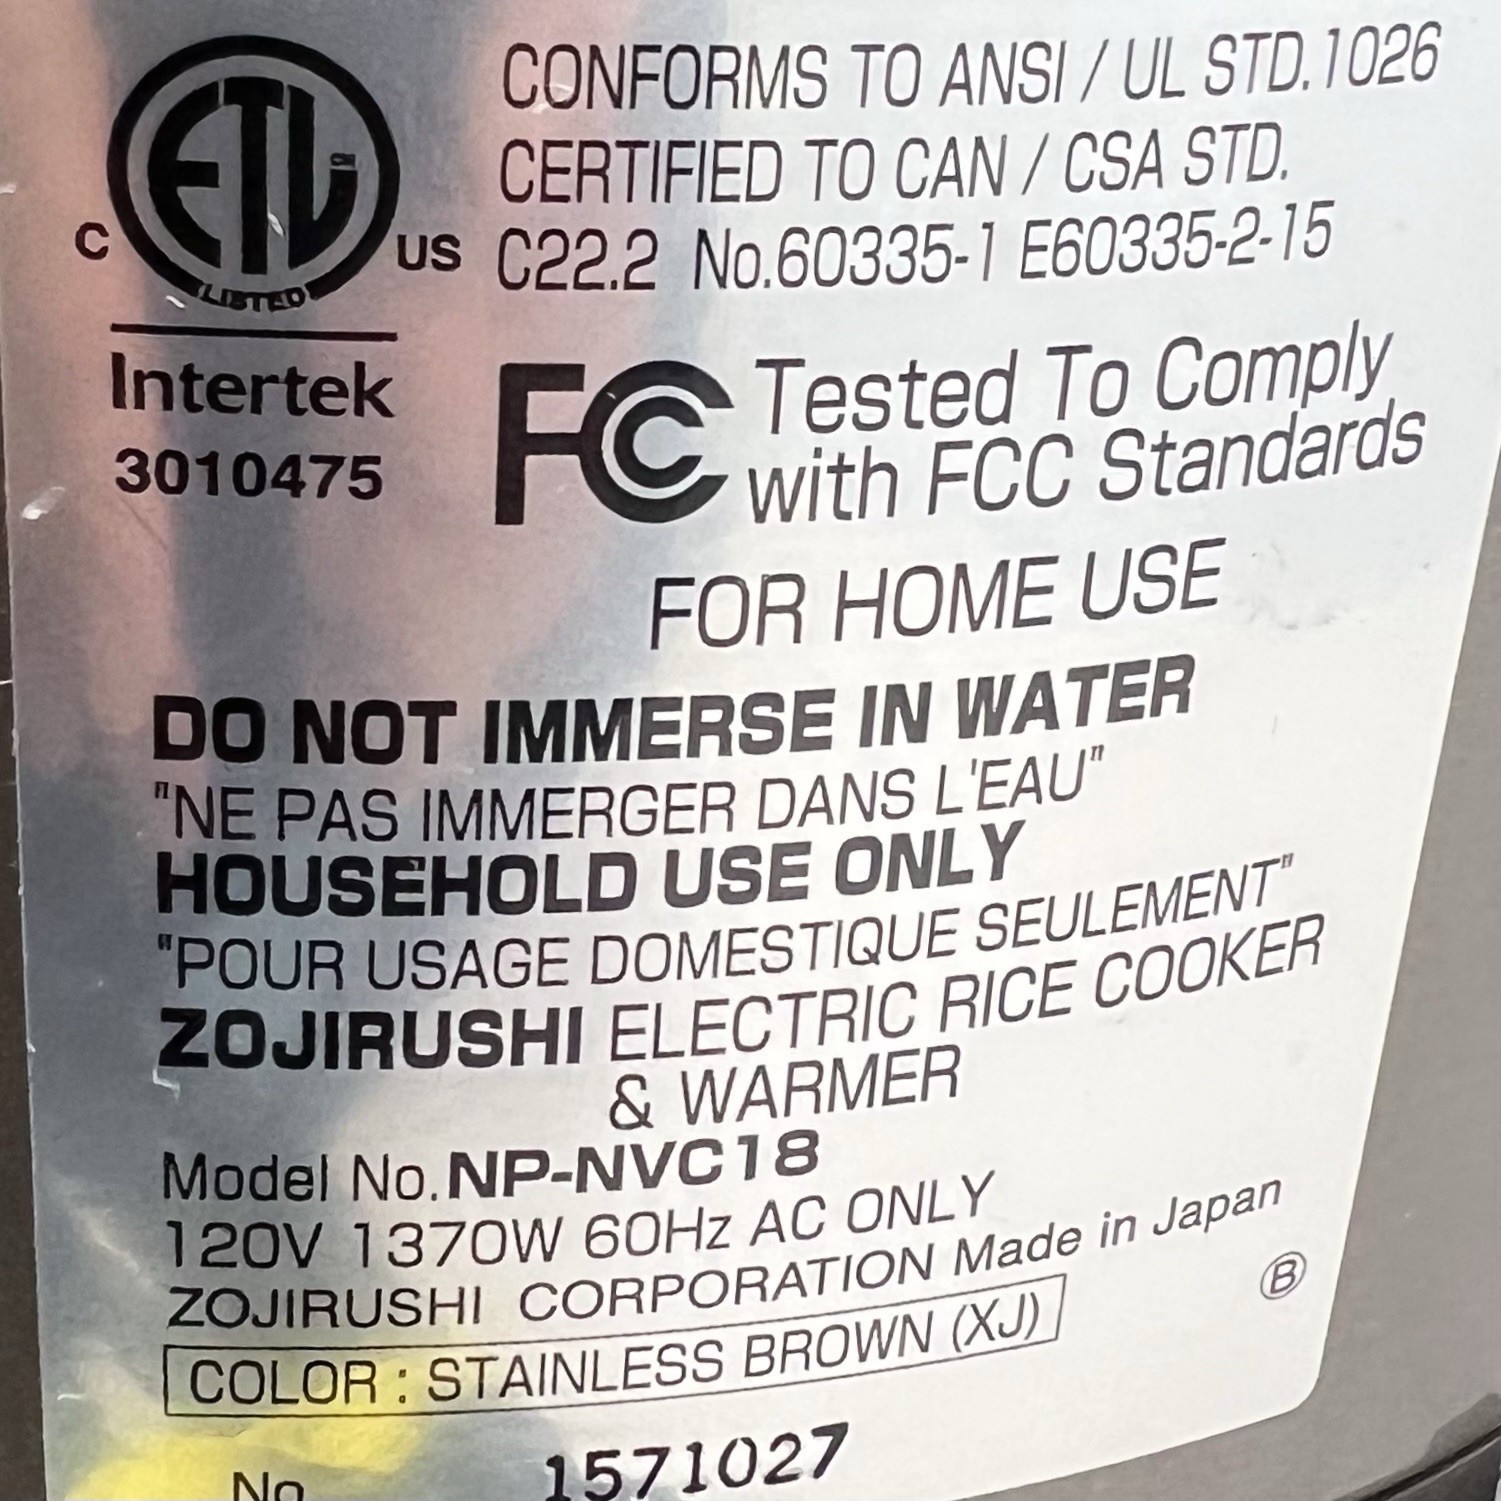 CONFORMS TO ANSI / UL STD. 1026
CERTIFIED TO CAN / CSA STD.
C22.2 No.60335-1 E60335-2-15
ETL CM
C US
LISTED
Intertek
3010475
FC Tested To Comply
with FCC Standards
FOR HOME USE
DO NOT IMMERSE IN WATER
"NE PAS IMMERGER DANS L'EAU"
HOUSEHOLD USE ONLY
"POUR USAGE DOMESTIQUE SEULEMENT"
ZOJIRUSHI ELECTRIC RICE COOKER
& WARMER
Model No. NP-NVC18
120V 1370W 60Hz AC ONLY
ZOJIRUSHI CORPORATION Made in Japan
B
COLOR : STAINLESS BROWN (XJ)
No 1571027